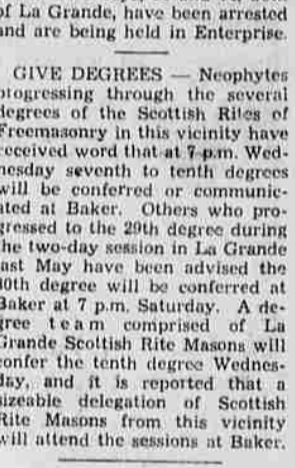 of La Grande, have been arrested
and are being held in Enterprise.
GIVE DEGREES — Neophytes
progressing through the several
degrees of the Scottish Rites of
Freemasonry in this vicinity have
received word that at 7 p.m. Wed-
nesday seventh to tenth degrees
will be conferred or communic-
ated at Baker. Others who pro-
gressed to the 29th degree during
the two-day session in La Grande
last May have been advised the
30th degree will be conferred at
Baker at 7 p.m. Saturday. A de-
gree team comprised of La
Grande Scottish Rite Masons will
confer the tenth degree Wednes-
day, and it is reported that a
sizeable delegation of Scottish
Rite Masons from this vicinity
will attend the sessions at Baker.